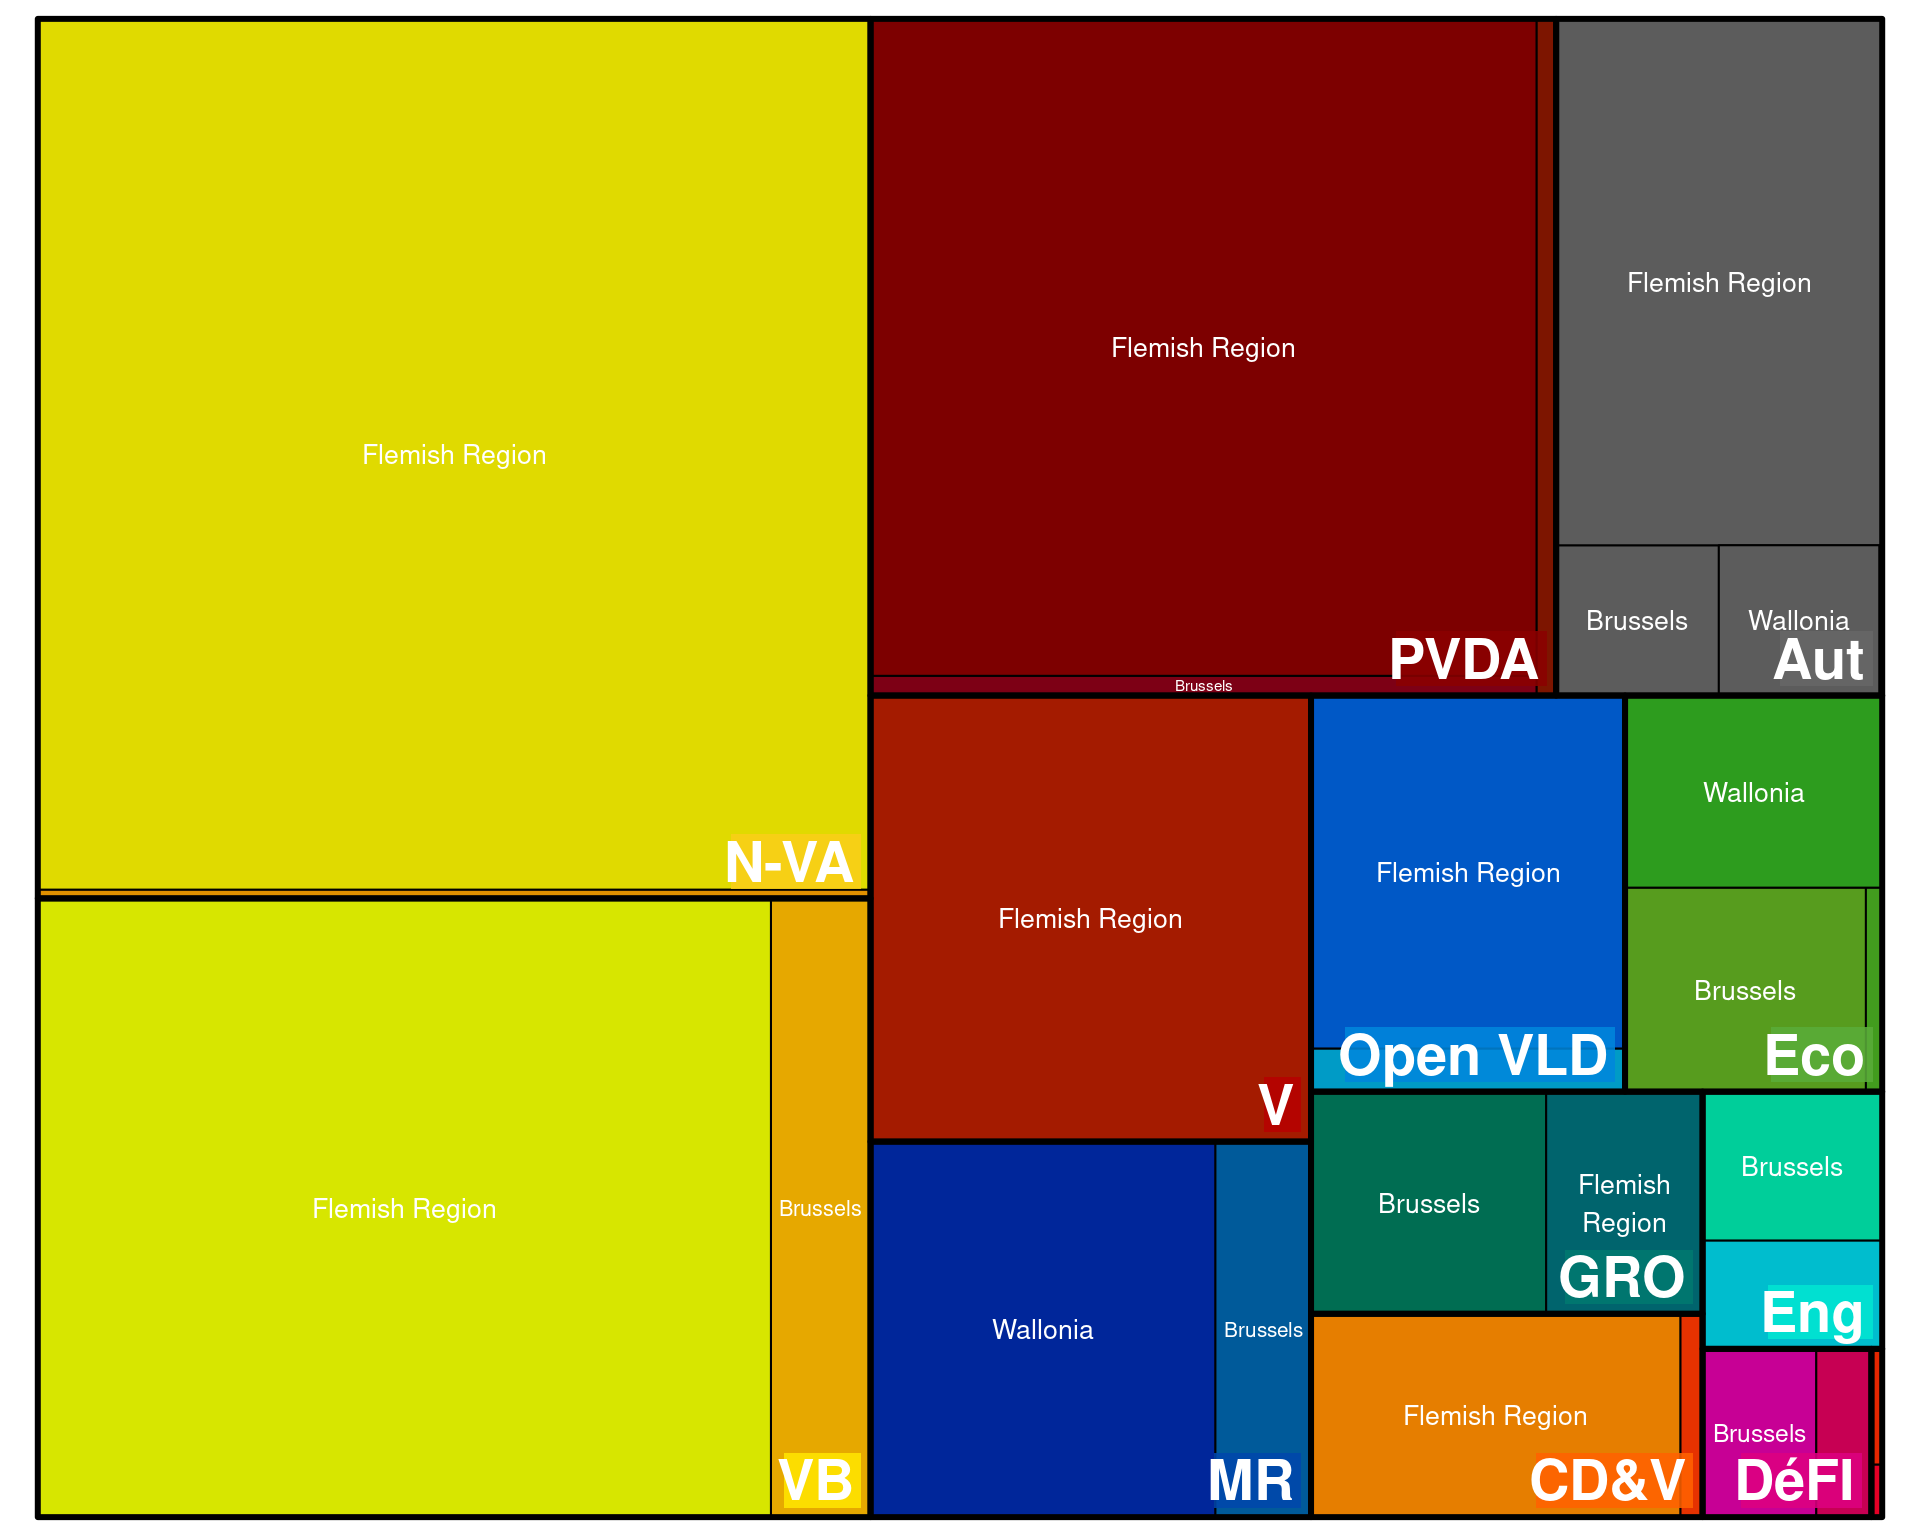 Flemish Region
N-VA
Flemish Region
Brussels
VB
Flemish Region
Brussels
PVDA
Flemish Region
Brussels
Wallonia
Aut
Flemish Region
V
Wallonia
Brussels
MR
Flemish Region
Open VLD
Wallonia
Brussels
Eco
Brussels
Flemish
Region
GRO
Brussels
Eng
Flemish Region
CD&V
Brussels
DéFI